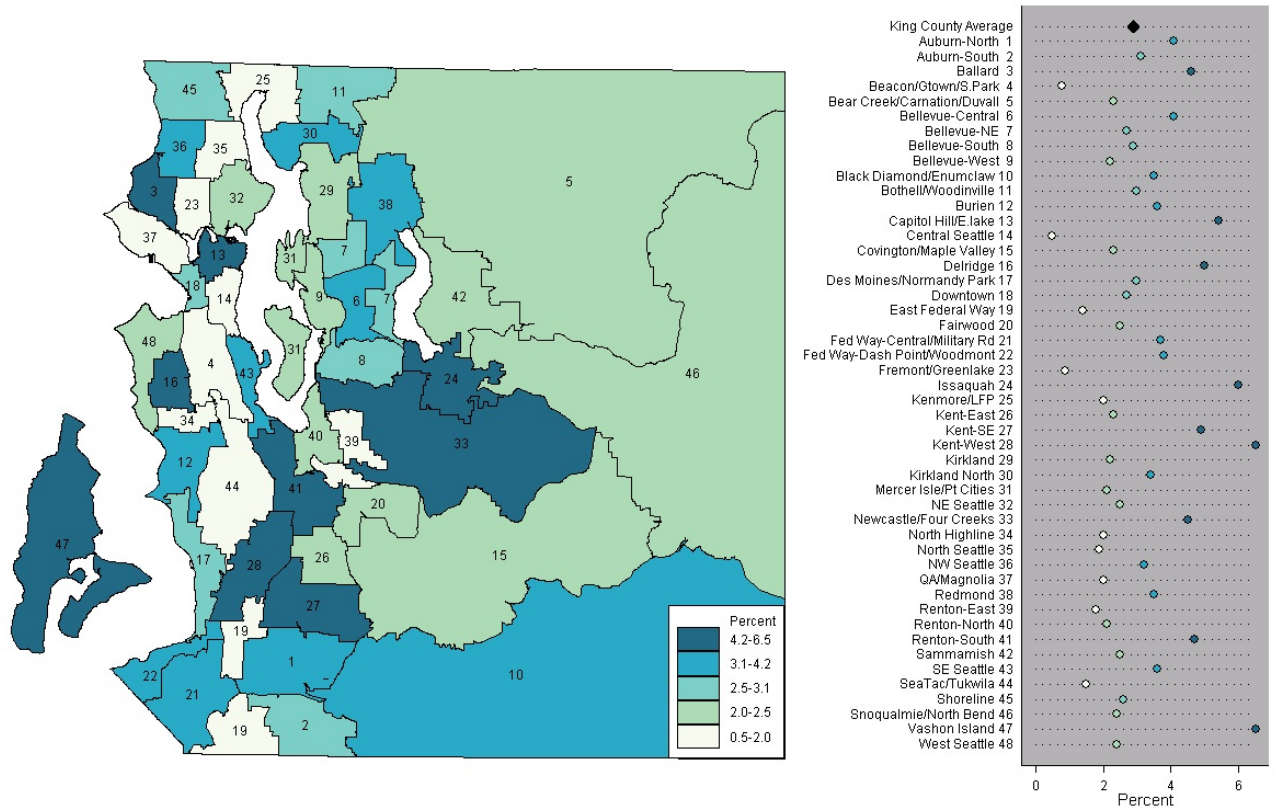 45
25
11
36
35
30
3
23
32
29
4
38
5
37
13
31
7
18
14
9
6
7
42
48
4
43
31
8
46
16
24
34
40
39
33
12
44
41
20
47
17
28
26
15
27
19
1
10
22
21
19
2
Percent
4.2-6.5
3.1-4.2
2.5-3.1
2.0-2.5
0.5-2.0
King County Average
Auburn-North 1
Auburn-South 2
Ballard 3
Beacon/Gtown/S.Park 4
Bear Creek/Carnation/Duvall 5
Bellevue-Central 6
Bellevue-NE 7
Bellevue-South 8
Bellevue-West 9
Black Diamond/Enumclaw 10
Bothell/Woodinville 11
Burien 12
Capitol Hill/E.lake 13
Central Seattle 14
Covington/Maple Valley 15
Delridge 16
Des Moines/Normandy Park 17
Downtown 18
East Federal Way 19
Fairwood 20
Fed Way-Central/Military Rd 21
Fed Way-Dash Point/Woodmont 22
Fremont/Greenlake 23
Issaquah 24
Kenmore/LFP 25
Kent-East 26
Kent-SE 27
Kent-West 28
Kirkland 29
Kirkland North 30
Mercer Isle/Pt Cities 31
NE Seattle 32
Newcastle/Four Creeks 33
North Highline 34
North Seattle 35
NW Seattle 36
QA/Magnolia 37
Redmond 38
Renton-East 39
Renton-North 40
Renton-South 41
Sammamish 42
SE Seattle 43
SeaTac/Tukwila 44
Shoreline 45
Snoqualmie/North Bend 46
Vashon Island 47
West Seattle 48
0 2 4 6
Percent